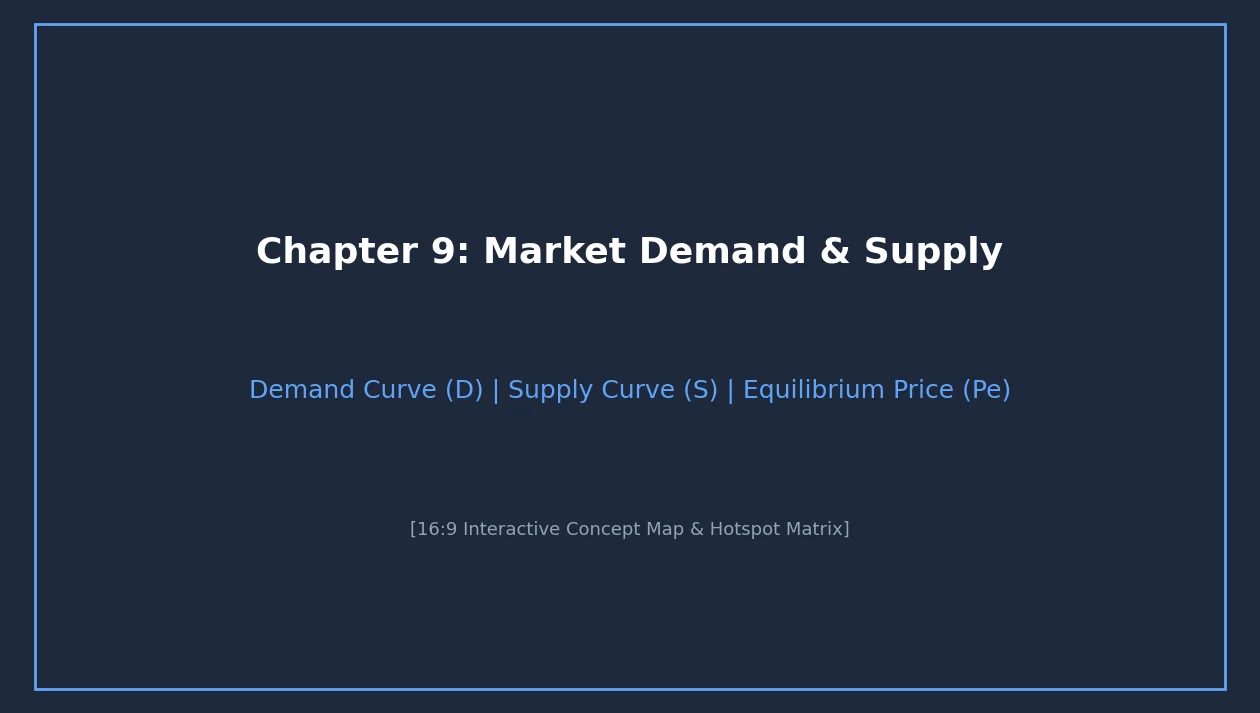 Chapter 9: Market Demand & Supply
Demand Curve (D) | Supply Curve (S) | Equilibrium Price (Pe)
[16:9 Interactive Concept Map & Hotspot Matrix]